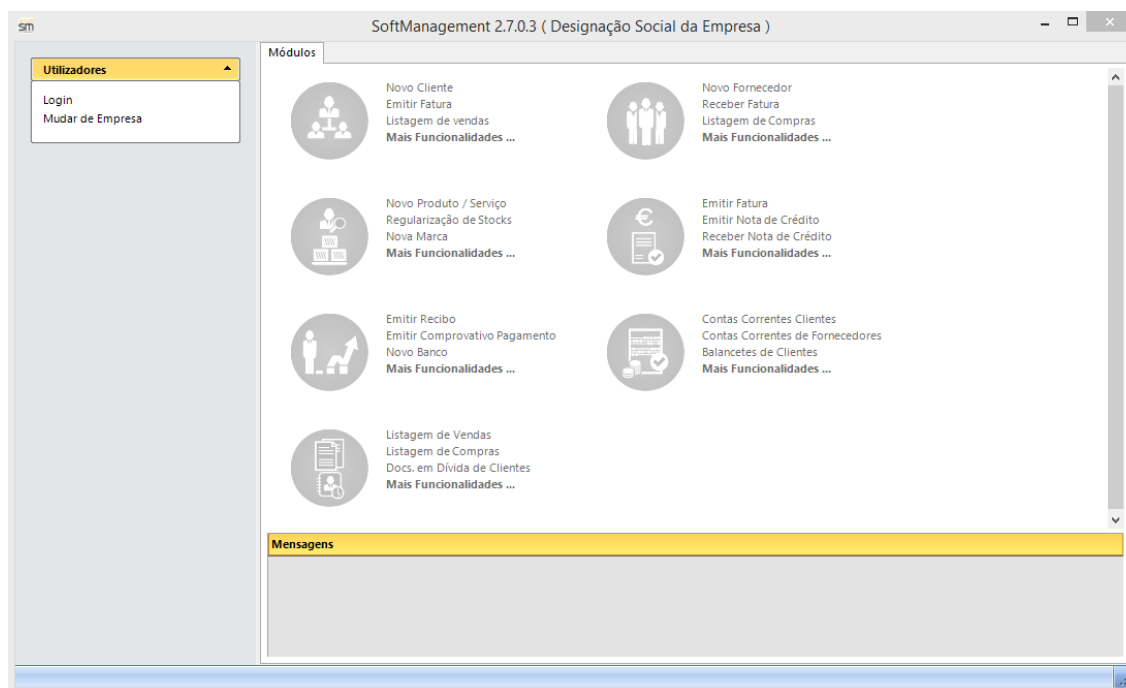 sm
SoftManagement 2.7.0.3 ( Designação Social da Empresa )
Utilizadores
Login
Mudar de Empresa
Módulos
Novo Cliente
Emitir Fatura
Listagem de vendas
Mais Funcionalidades ...
Novo Fornecedor
Receber Fatura
Listagem de Compras
Mais Funcionalidades ...
Novo Produto / Serviço
Regularização de Stocks
Nova Marca
Mais Funcionalidades ...
Emitir Fatura
Emitir Nota de Crédito
Receber Nota de Crédito
Mais Funcionalidades ...
Emitir Recibo
Emitir Comprovativo Pagamento
Novo Banco
Mais Funcionalidades ...
Contas Correntes Clientes
Contas Correntes de Fornecedores
Balancetes de Clientes
Mais Funcionalidades ...
Listagem de Vendas
Listagem de Compras
Docs. em Dívida de Clientes
Mais Funcionalidades ...
Mensagens